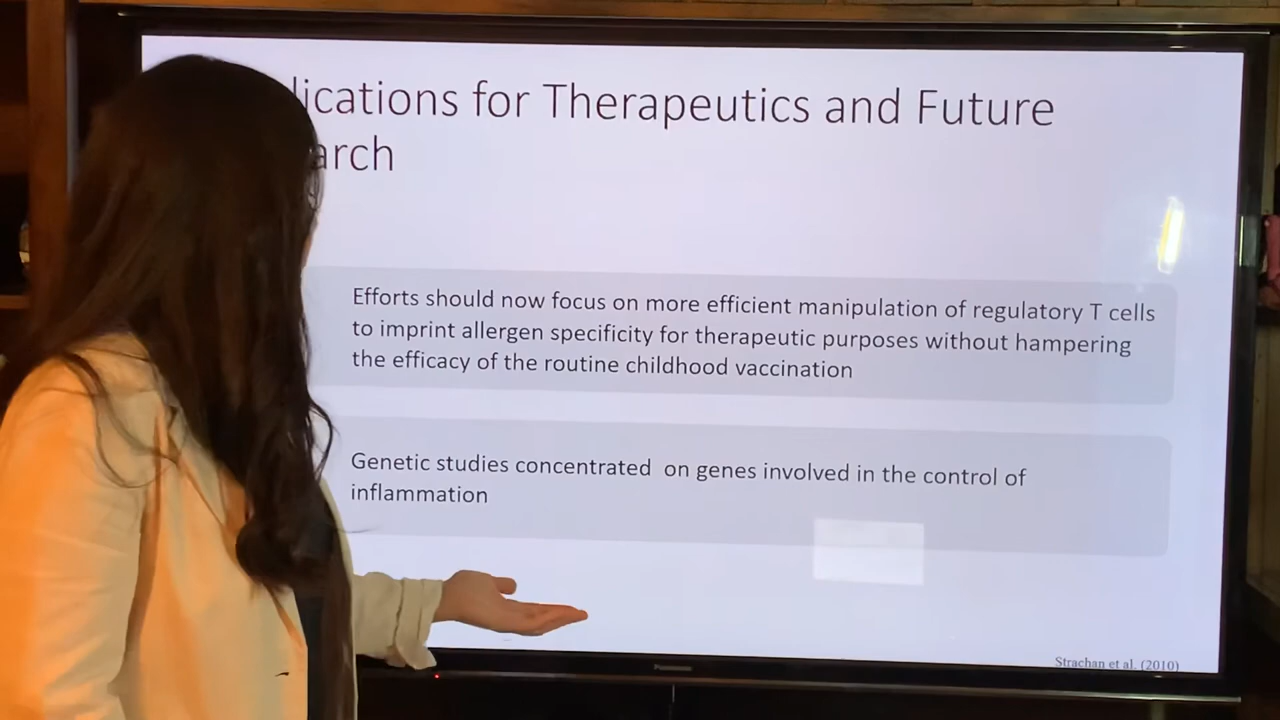 lications for Therapeutics and Future
arch
Efforts should now focus on more efficient manipulation of regulatory T cells
to imprint allergen specificity for therapeutic purposes without hampering
the efficacy of the routine childhood vaccination
Genetic studies concentrated  on genes involved in the control of
inflammation
Strachan et al. (2010)
Panasonic